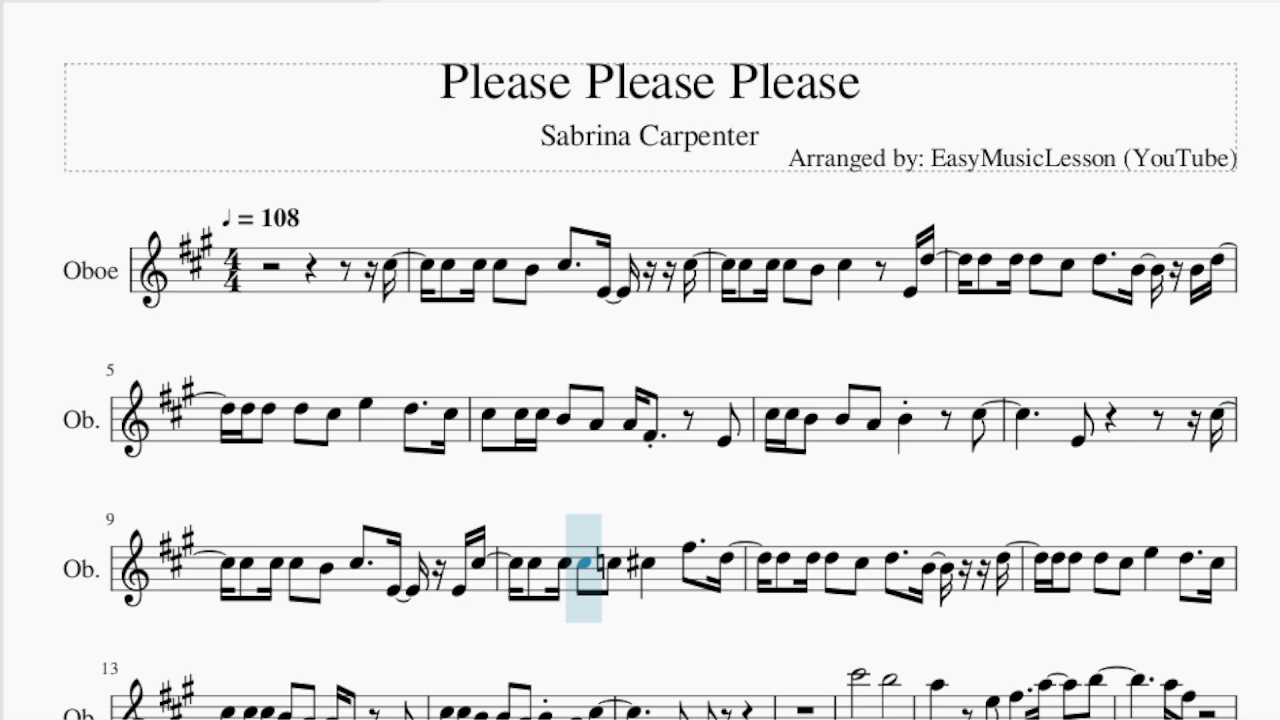 Please Please Please
Sabrina Carpenter
Arranged by: EasyMusicLesson (YouTube)
♩ = 108
Oboe
4
4
5
Ob.
9
Ob.
13
Ob.